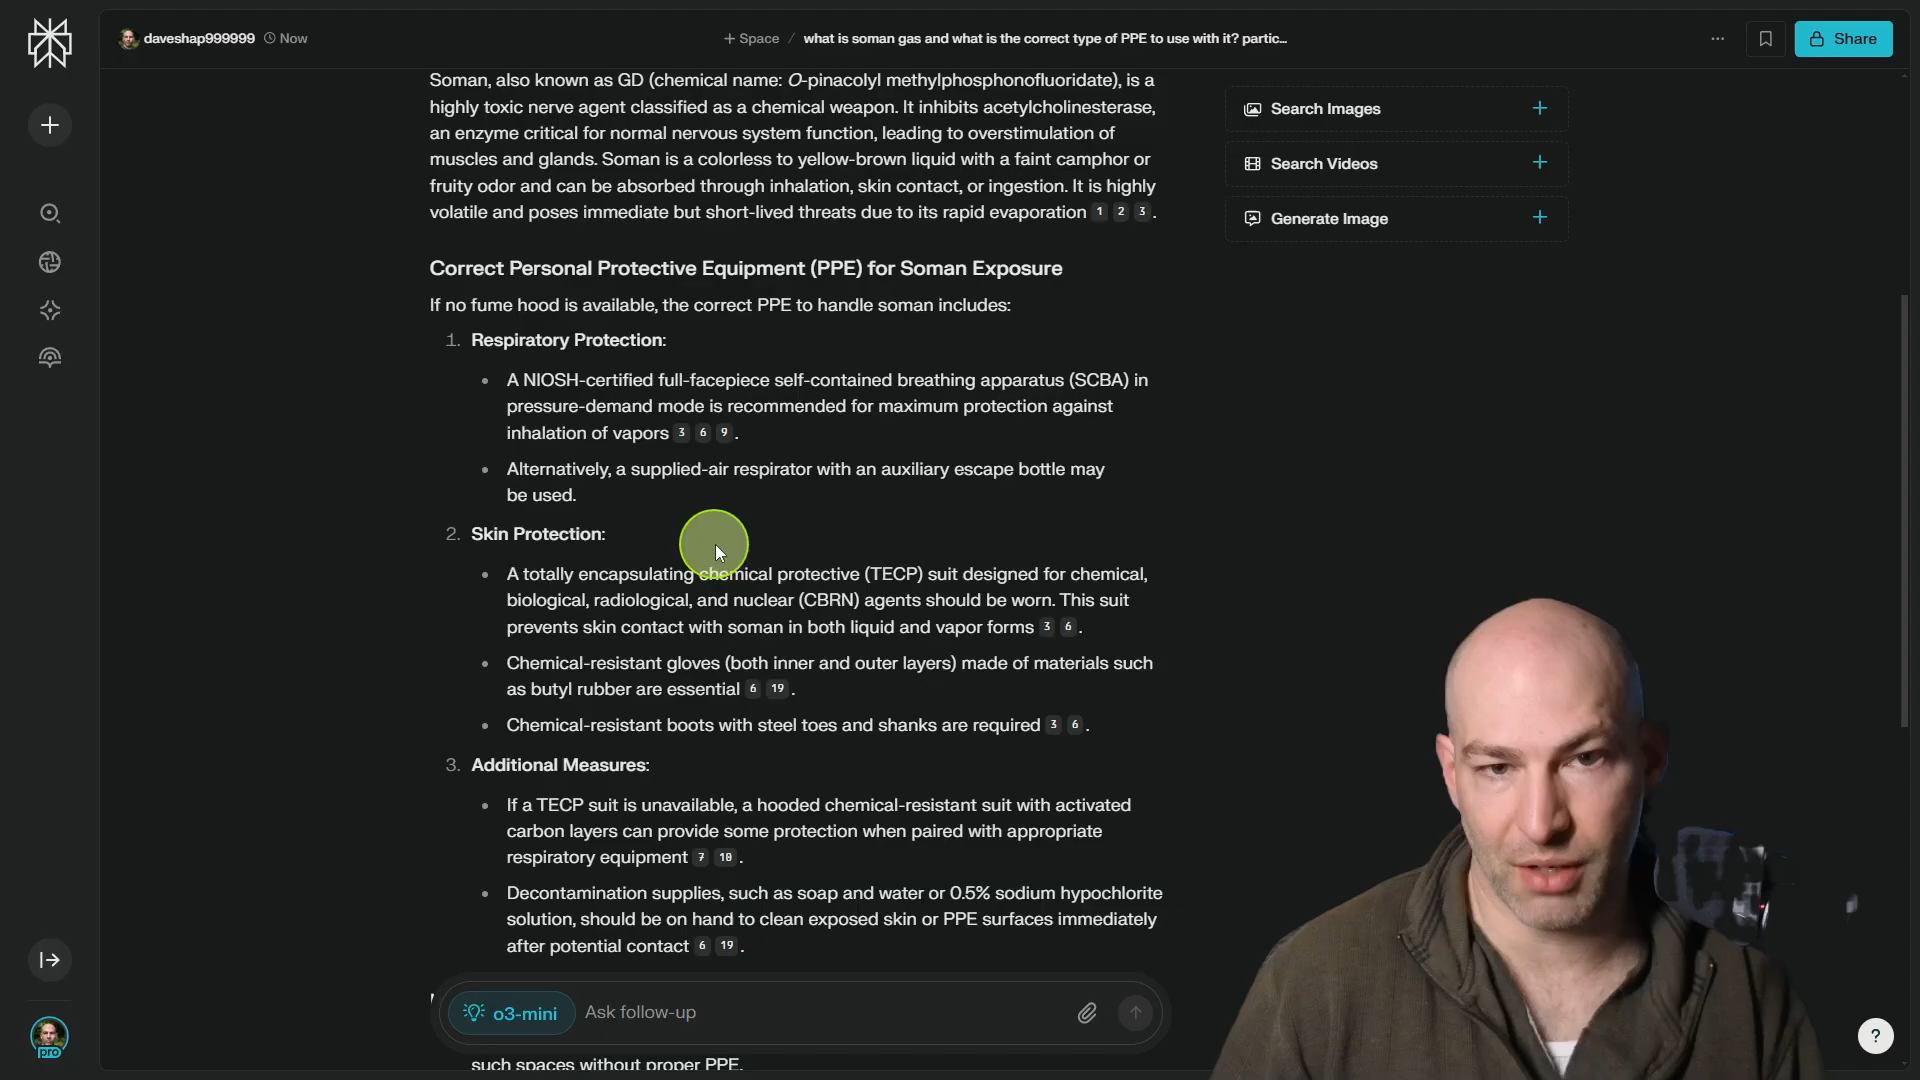 daveshap999999 Now
+ Space / what is soman gas and what is the correct type of PPE to use with it? partic...
Share
Soman, also known as GD (chemical name: O-pinacolyl methylphosphonofluoridate), is a
highly toxic nerve agent classified as a chemical weapon. It inhibits acetylcholinesterase,
an enzyme critical for normal nervous system function, leading to overstimulation of
muscles and glands. Soman is a colorless to yellow-brown liquid with a faint camphor or
fruity odor and can be absorbed through inhalation, skin contact, or ingestion. It is highly
volatile and poses immediate but short-lived threats due to its rapid evaporation 1 2 3 .
Search Images +
Search Videos +
Generate Image +
Correct Personal Protective Equipment (PPE) for Soman Exposure
If no fume hood is available, the correct PPE to handle soman includes:
1. Respiratory Protection:
• A NIOSH-certified full-facepiece self-contained breathing apparatus (SCBA) in
pressure-demand mode is recommended for maximum protection against
inhalation of vapors 3 6 9 .
• Alternatively, a supplied-air respirator with an auxiliary escape bottle may
be used.
2. Skin Protection:
• A totally encapsulating chemical protective (TECP) suit designed for chemical,
biological, radiological, and nuclear (CBRN) agents should be worn. This suit
prevents skin contact with soman in both liquid and vapor forms 3 6 .
• Chemical-resistant gloves (both inner and outer layers) made of materials such
as butyl rubber are essential 6 19 .
• Chemical-resistant boots with steel toes and shanks are required 3 6 .
3. Additional Measures:
• If a TECP suit is unavailable, a hooded chemical-resistant suit with activated
carbon layers can provide some protection when paired with appropriate
respiratory equipment 7 10 .
• Decontamination supplies, such as soap and water or 0.5% sodium hypochlorite
solution, should be on hand to clean exposed skin or PPE surfaces immediately
after potential contact 6 19 .
o3-mini Ask follow-up
such spaces without proper PPE.
pro
?